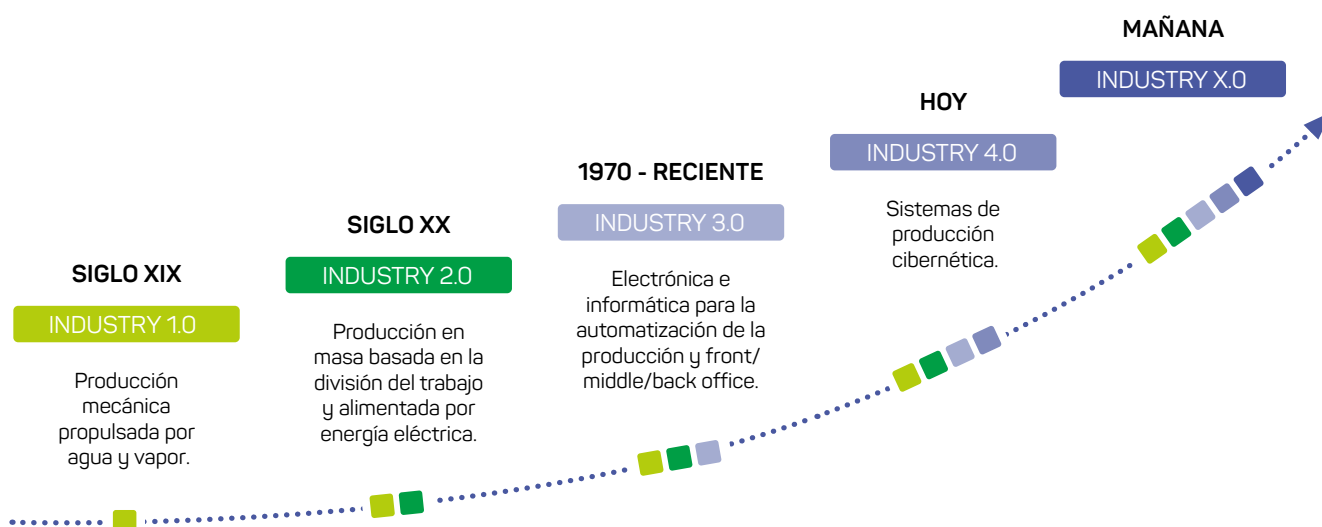 SIGLO XIX
INDUSTRY 1.0
Producción
mecánica
propulsada por
agua y vapor.
SIGLO XX
INDUSTRY 2.0
Producción en
masa basada en la
división del trabajo
y alimentada por
energía eléctrica.
1970 - RECIENTE
INDUSTRY 3.0
Electrónica e
informática para la
automatización de la
producción y front/
middle/back office.
HOY
INDUSTRY 4.0
Sistemas de
producción
cibernética.
MAÑANA
INDUSTRY X.0